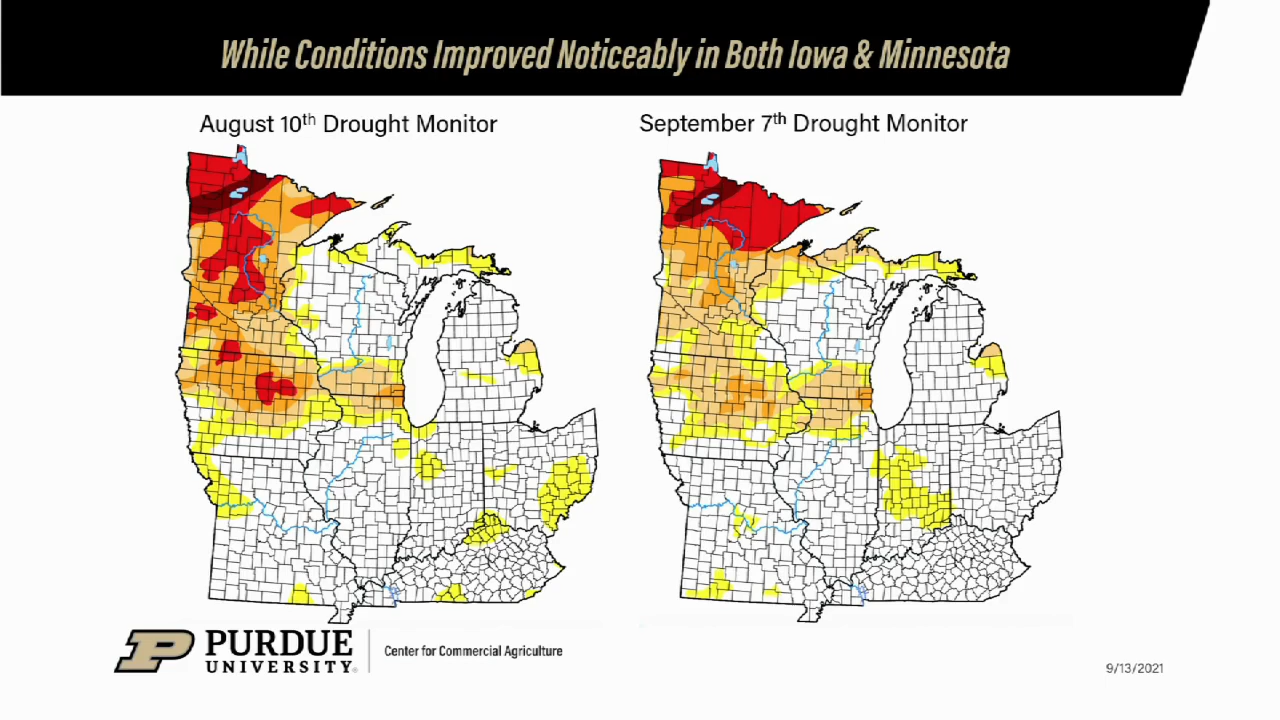 While Conditions Improved Noticeably in Both Iowa & Minnesota
August 10th Drought Monitor
September 7th Drought Monitor
P PURDUE
UNIVERSITY®
Center for Commercial Agriculture
9/13/2021